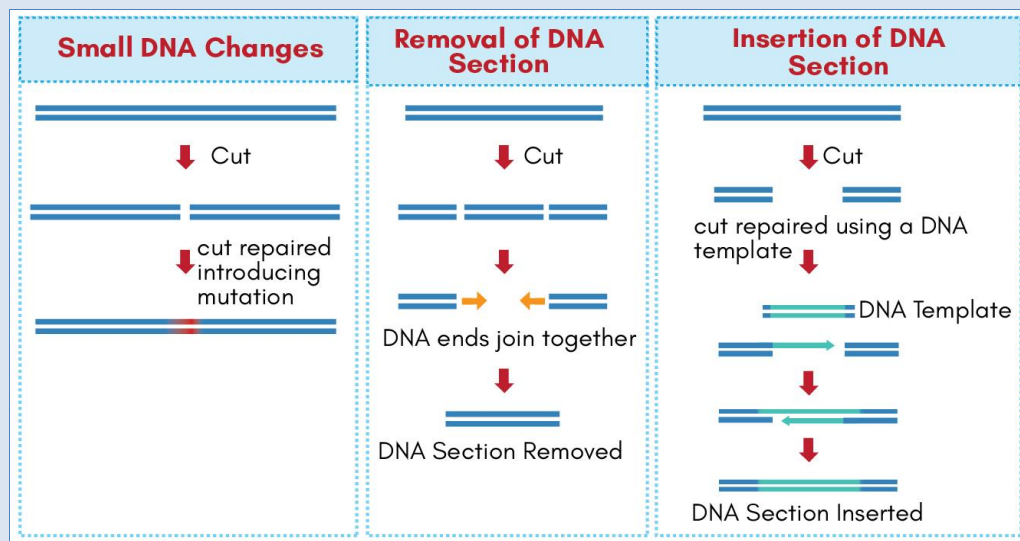 Small DNA Changes
Cut
cut repaired
introducing
mutation
Removal of DNA
Section
Cut
DNA ends join together
DNA Section Removed
Insertion of DNA
Section
Cut
cut repaired using a DNA
template
DNA Template
DNA Section Inserted